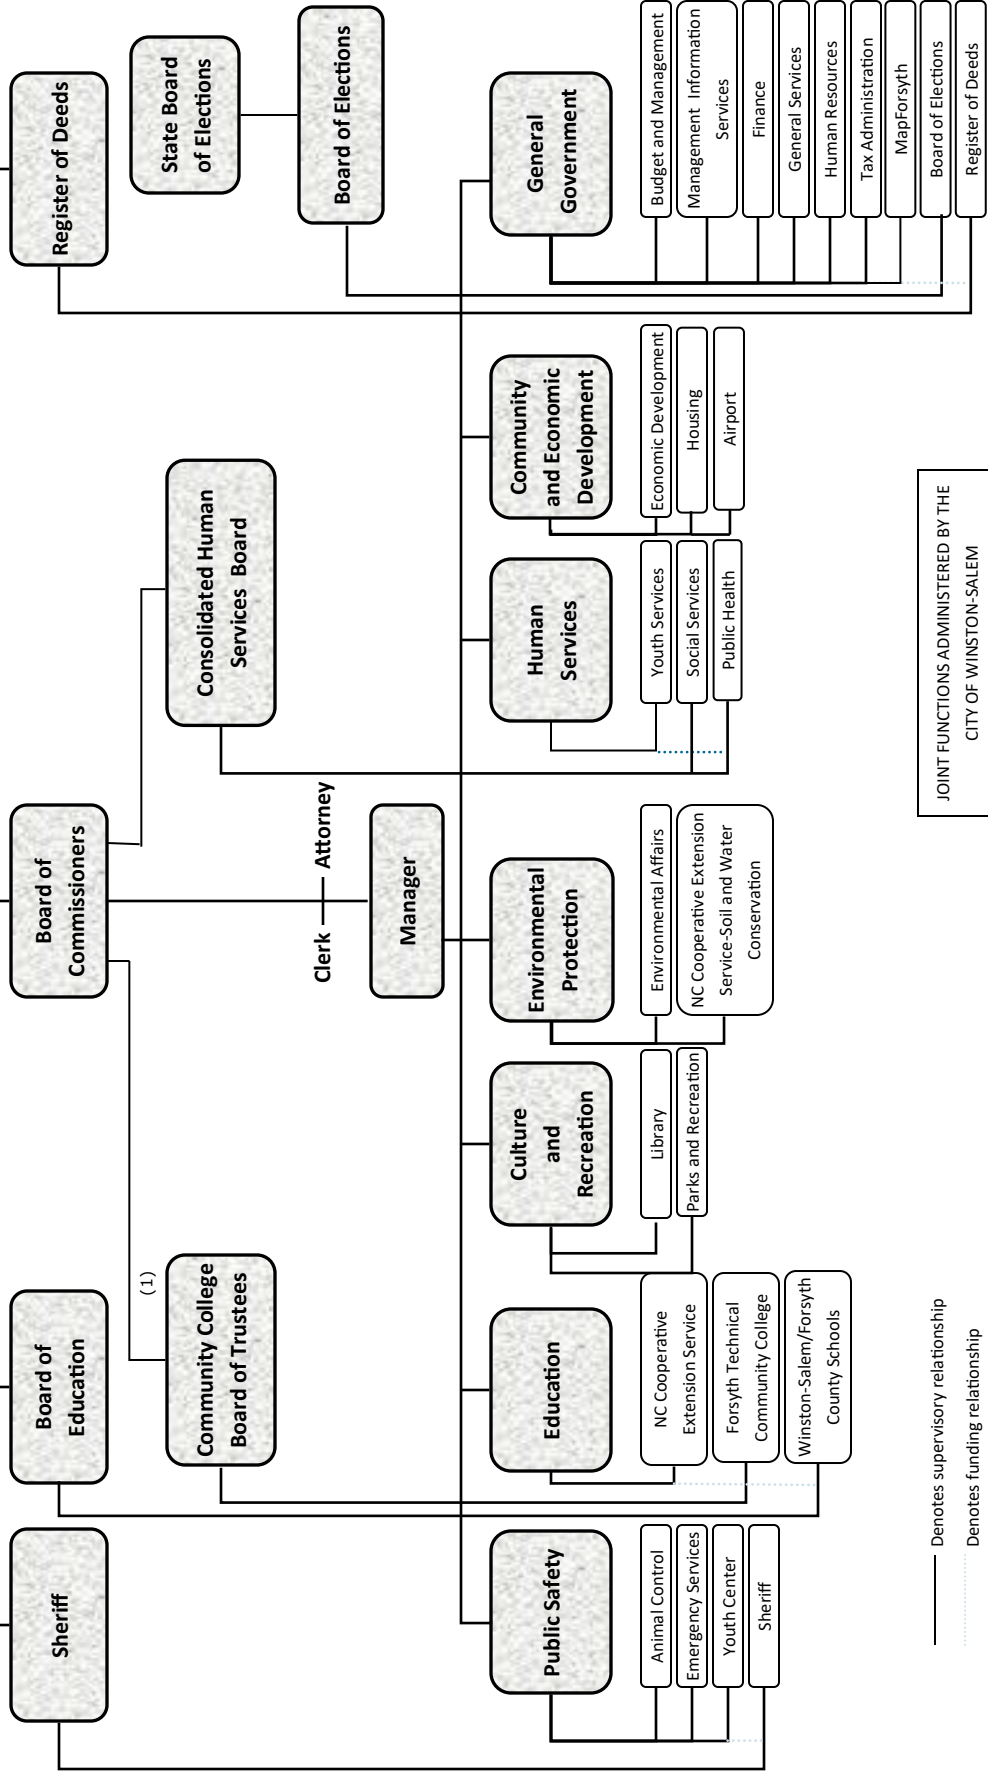 Sheriff
Board of
Education
Board of
Commissioners
Register of Deeds
State Board
of Elections
(1)
Community College
Board of Trustees
Consolidated Human
Services Board
Board of Elections
Clerk
Attorney
Manager
Public Safety
Education
Culture
and
Recreation
Environmental
Protection
Human
Services
Community
and Economic
Development
General
Government
Animal Control
Emergency Services
Youth Center
Sheriff
NC Cooperative
Extension Service
Forsyth Technical
Community College
Winston-Salem/Forsyth
County Schools
Library
Parks and Recreation
Environmental Affairs
NC Cooperative Extension
Service-Soil and Water
Conservation
Youth Services
Social Services
Public Health
Economic Development
Housing
Airport
Budget and Management
Management Information
Services
Finance
General Services
Human Resources
Tax Administration
MapForsyth
Board of Elections
Register of Deeds
Denotes supervisory relationship
Denotes funding relationship
JOINT FUNCTIONS ADMINISTERED BY THE
CITY OF WINSTON-SALEM